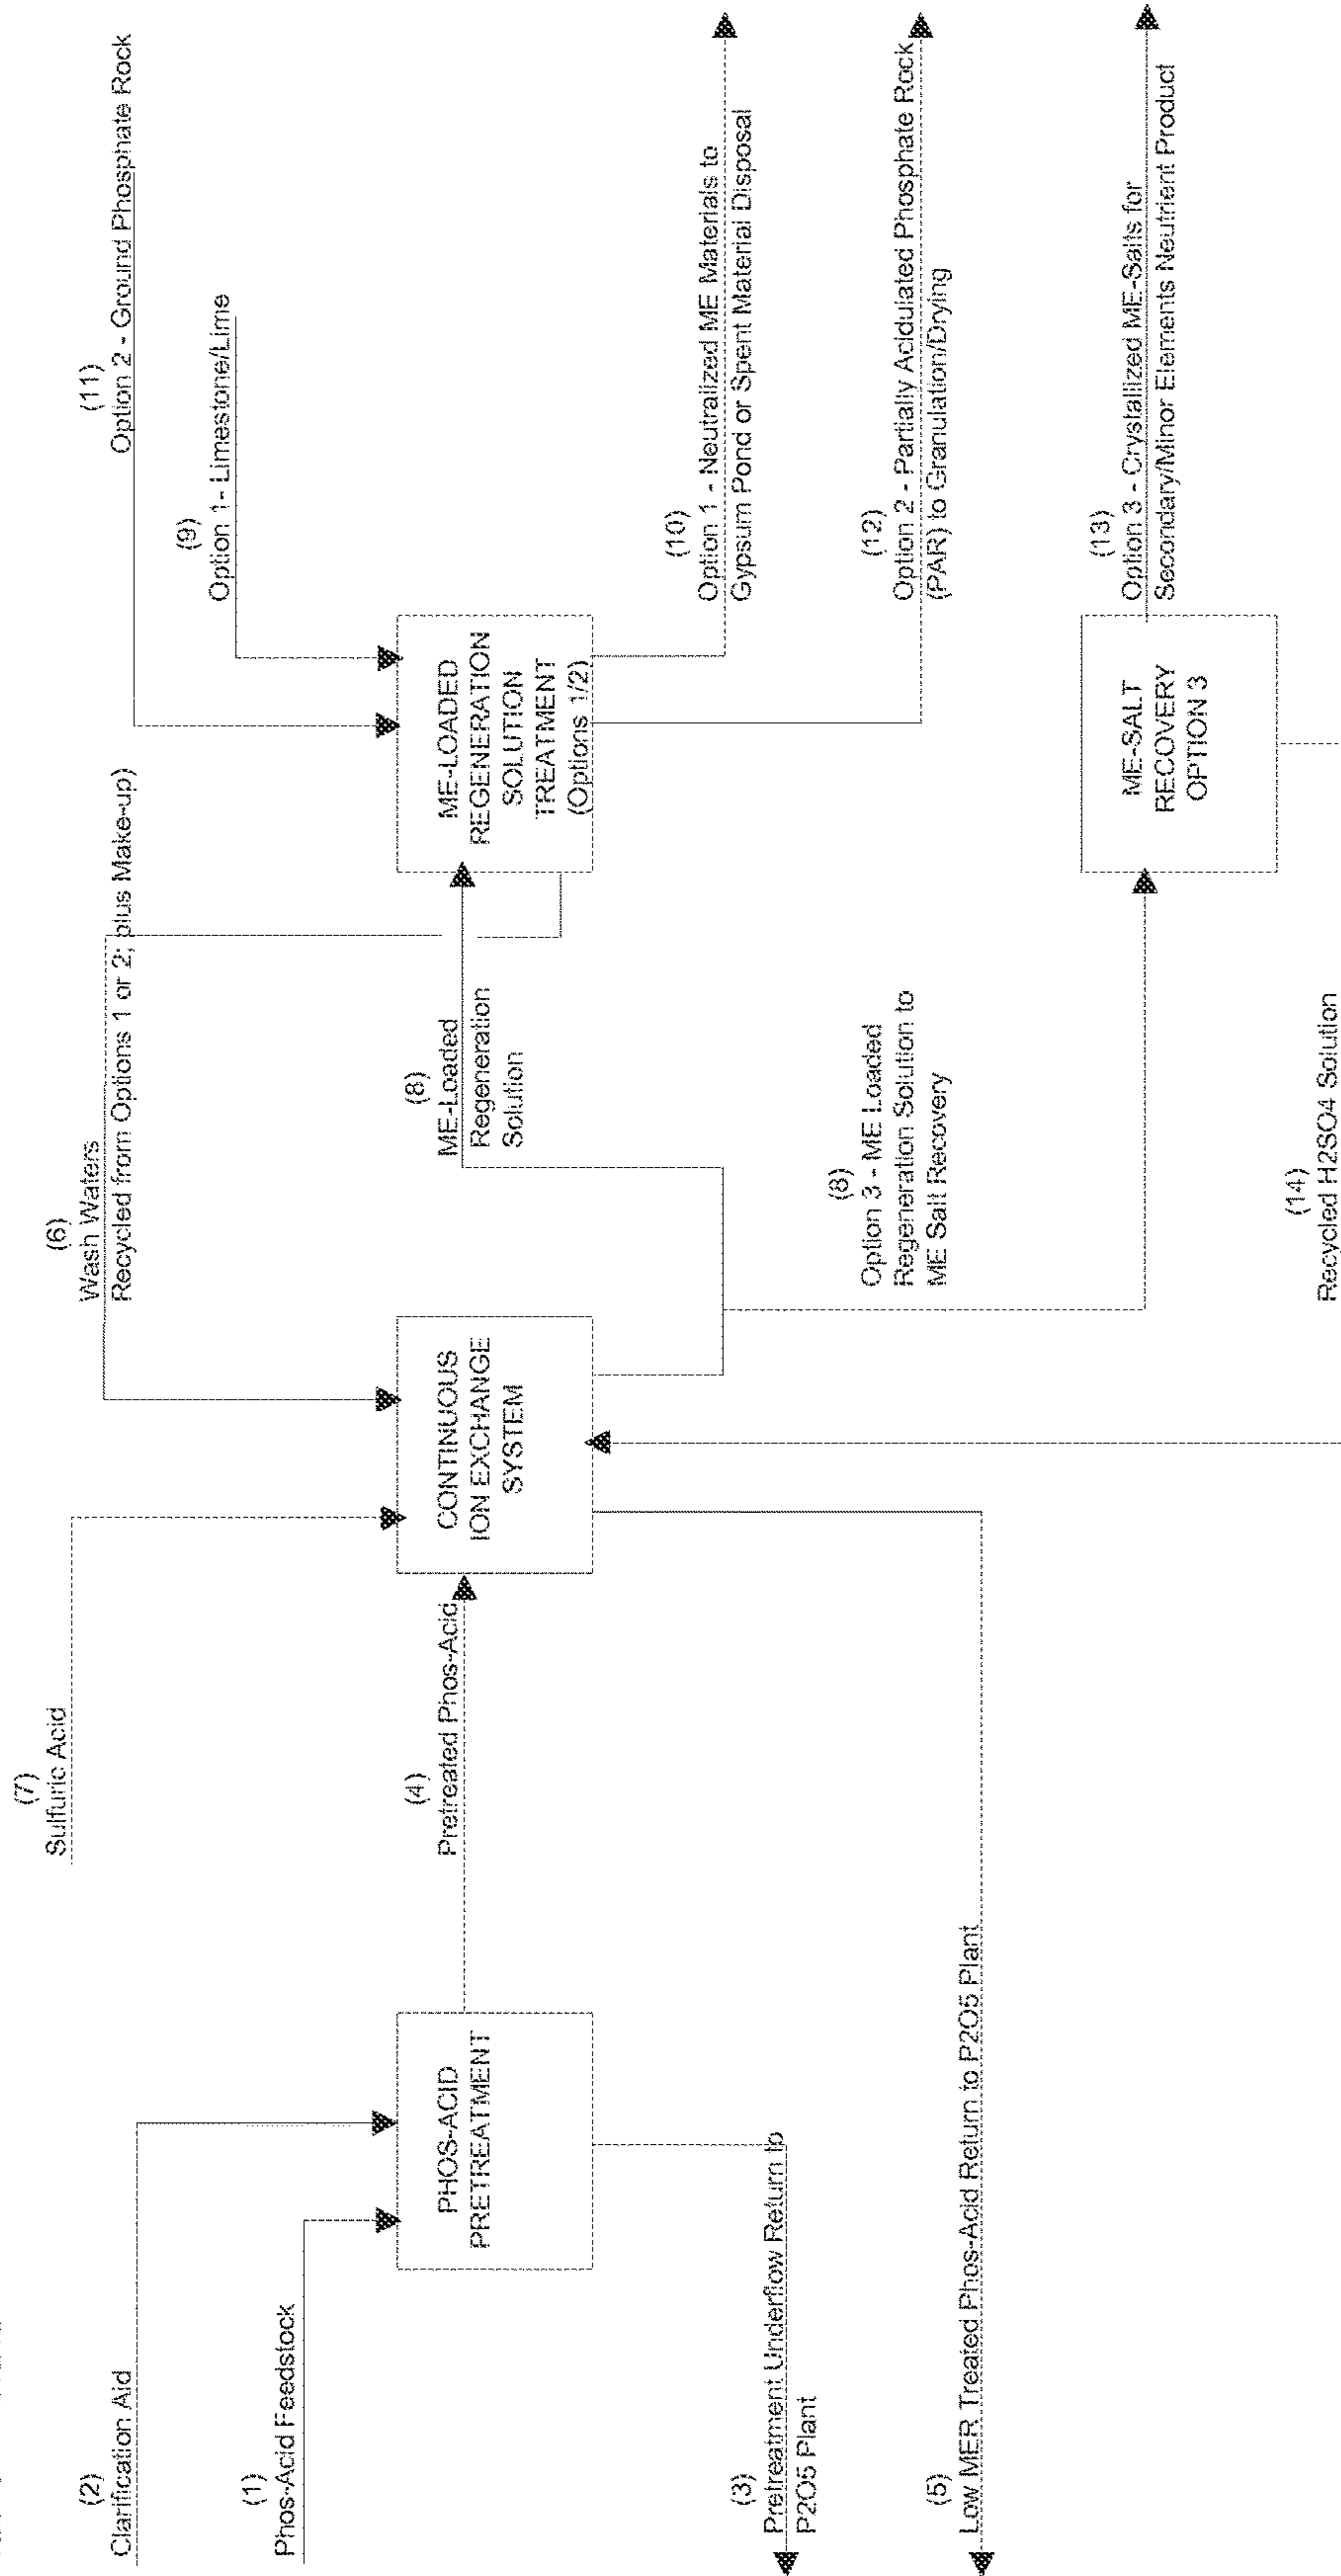 (2)
Clarification Aid
(1)
Phos-Acid Feedstock
PHOS-ACID
PRETREATMENT
(3)
Pretreatment Underflow Return to
P2O5 Plant
(5)
Low MER Treated Phos-Acid Return to P2O5 Plant
(7)
Sulfuric Acid
(4)
Pretreated Phos-Acid
CONTINUOUS
ION EXCHANGE
SYSTEM
(6)
Wash Waters
Recycled from Options 1 or 2; plus Make-up)
(8)
ME-Loaded
Regeneration
Solution
(8)
Option 3 - ME Loaded
Regeneration Solution to
ME Salt Recovery
(14)
Recycled H2SO4 Solution
(11)
Option 2 - Ground Phosphate Rock
(9)
Option 1- Limestone/Lime
ME-LOADED
REGENERATION
SOLUTION
TREATMENT
(Options 1/2)
(10)
Option 1 - Neutralized ME Materials to
Gypsum Pond or Spent Material Disposal
(12)
Option 2 - Partially Acidulated Phosphate Rock
(PAR) to Granulation/Drying
ME-SALT
RECOVERY
OPTION 3
(13)
Option 3 - Crystallized ME-Salts for
Secondary/Minor Elements Neutrient Product